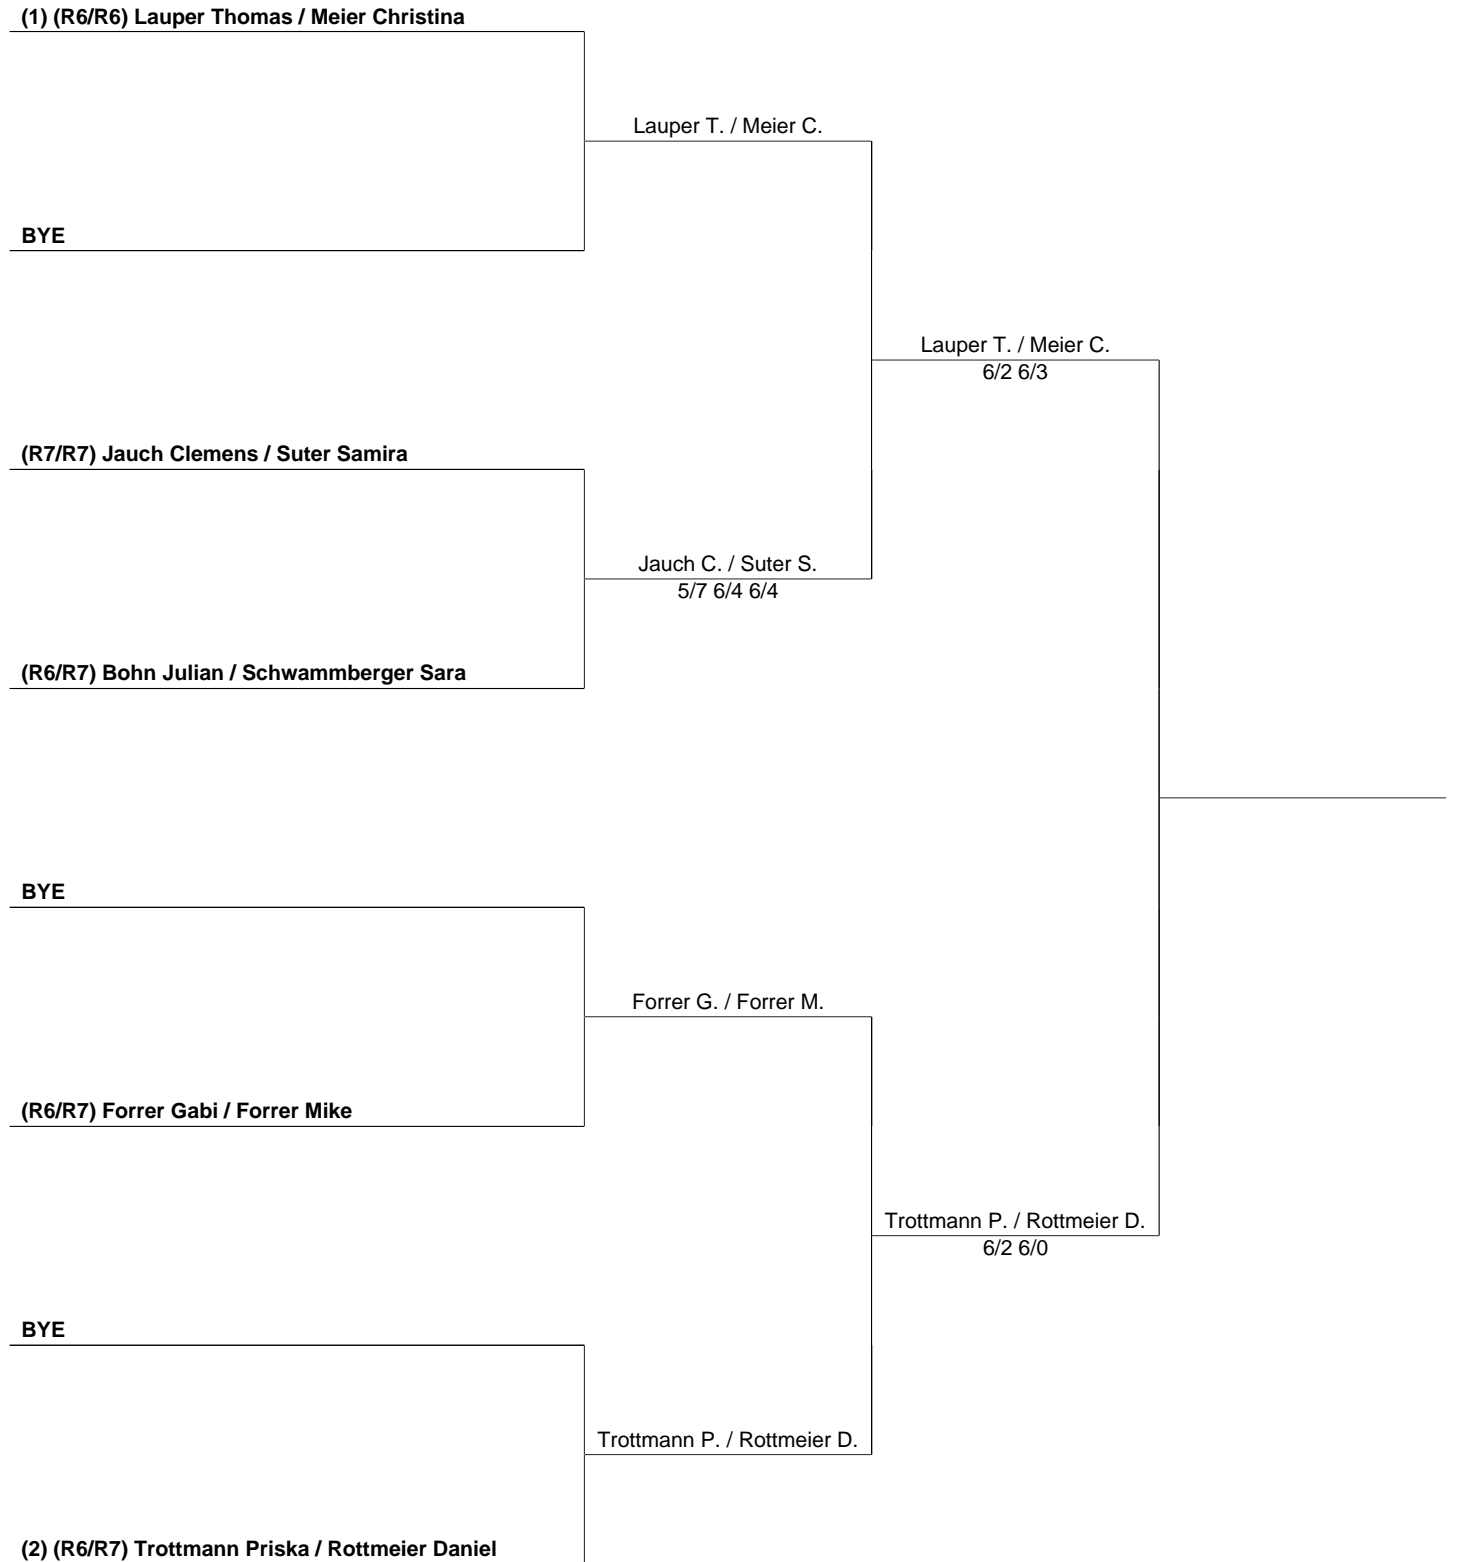 (1) (R6/R6) Lauper Thomas / Meier Christina
Lauper T. / Meier C.
BYE
Lauper T. / Meier C.
6/2 6/3
(R7/R7) Jauch Clemens / Suter Samira
Jauch C. / Suter S.
5/7 6/4 6/4
(R6/R7) Bohn Julian / Schwammberger Sara
BYE
Forrer G. / Forrer M.
(R6/R7) Forrer Gabi / Forrer Mike
Trottmann P. / Rottmeier D.
6/2 6/0
BYE
Trottmann P. / Rottmeier D.
(2) (R6/R7) Trottmann Priska / Rottmeier Daniel